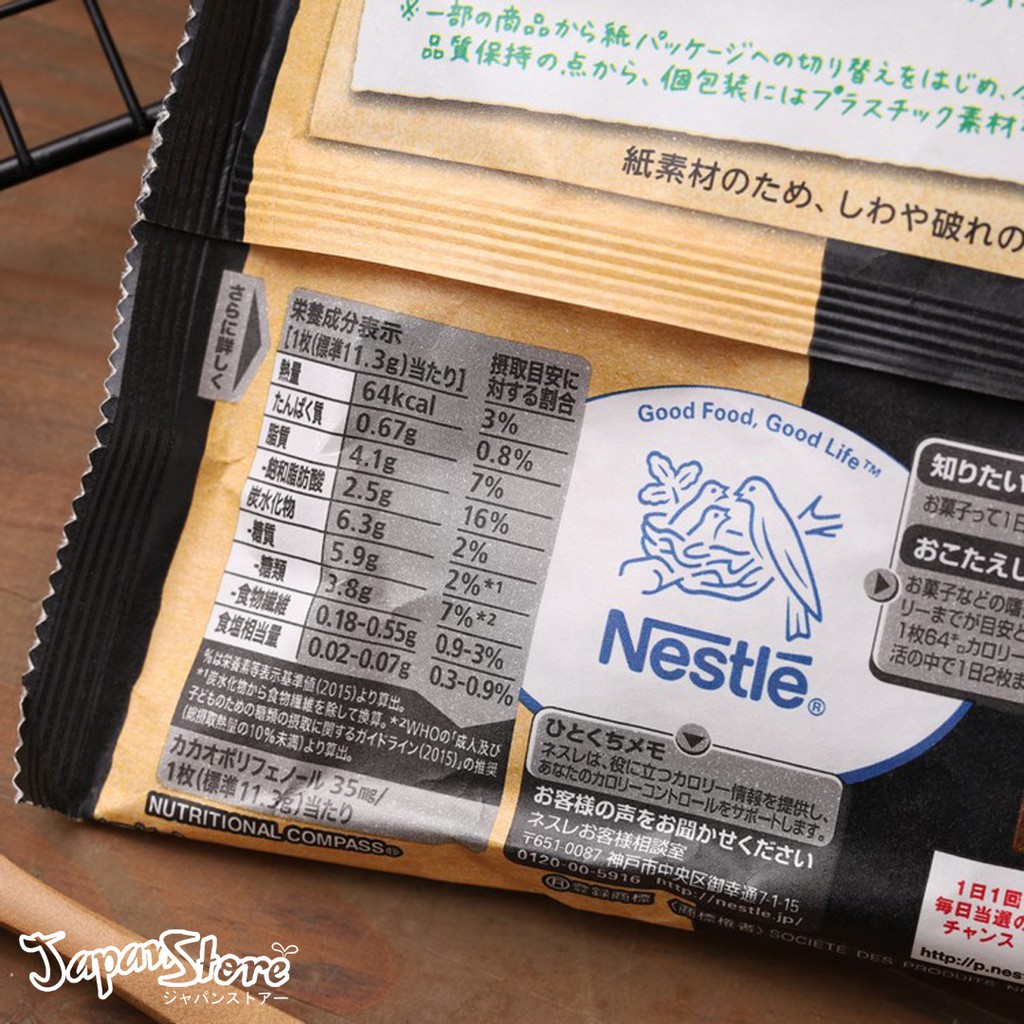 ※一部の商品から紙パッケージへの切り替えをはじめ、
品質保持の点から、個包装にはプラスチック素材
紙素材のため、しわや破れの
さらに詳しく
栄養成分表示
[1枚(標準11.3g)当たり]
摂取目安に
対する割合
熱量 64kcal 3%
たんぱく質 0.67g 0.8%
脂質 4.1g 7%
-飽和脂肪酸 2.5g 16%
炭水化物 6.3g 2%
-糖質 5.9g 2%*1
-糖類 3.8g 7%*2
-食物繊維 0.18-0.55g 0.9-3%
食塩相当量 0.02-0.07g 0.3-0.9%
%は栄養素等表示基準値(2015)より算出。
*1炭水化物から食物繊維を除して換算。*2WHOの「成人及び
子どものための糖類の摂取に関するガイドライン(2015)」の推奨
(総摂取熱量の10%未満)より算出。
カカオポリフェノール 35mg/
1枚(標準11.3g)当たり
NUTRITIONAL COMPASS®
Good Food, Good Life™
Nestlé®
知りたい
お菓子って1日
おこたえし
お菓子などの嗜
リーまでが目安と
1枚64キロカロリー
活の中で1日2枚ま
ひとくちメモ
ネスレは、役に立つカロリー情報を提供し、
あなたのカロリーコントロールをサポートします。
お客様の声をお聞かせください
ネスレお客様相談室
〒651-0087 神戸市中央区御幸通7-1-15
0120-00-5916 http://nestle.jp/
®登録商標
(商標権者) SOCIETE DES PRODUITS NE
1日1回
毎日当選の
チャンス
http://p.nes
JapanStore
ジャパンストアー